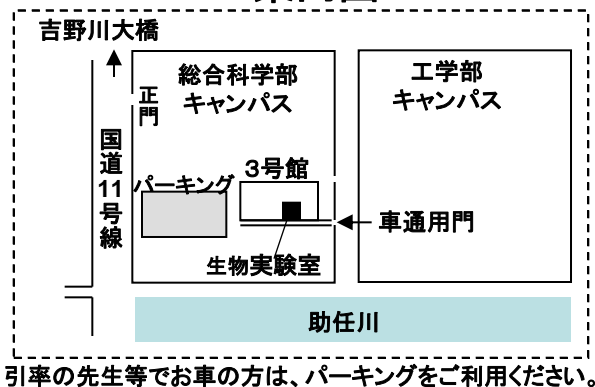 吉野川大橋
総合科学部
キャンパス
工学部
キャンパス
正門
国道11号線
3号館
パーキング
車通用門
生物実験室
助任川
引率の先生等でお車の方は、パーキングをご利用ください。